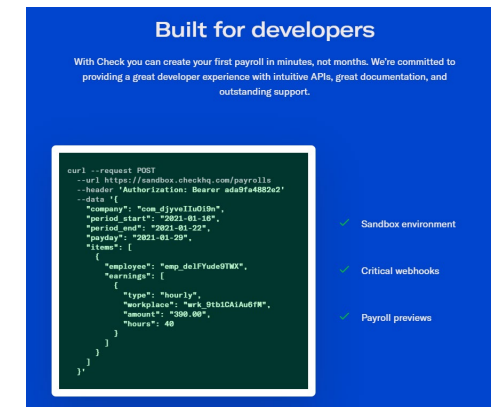 Built for developers
With Check you can create your first payroll in minutes, not months. We're committed to
providing a great developer experience with intuitive APIs, great documentation, and
outstanding support.
curl --request POST
--url https://sandbox.checkhq.com/payrolls
--header 'Authorization: Bearer ada9fa4882e2'
--data '{
"company": "com_djyveIIuOi9n",
"period_start": "2021-01-16",
"period_end": "2021-01-22",
"payday": "2021-01-29",
"items": [
{
"employee": "emp_delFYude9TWX",
"earnings": [
{
"type": "hourly",
"workplace": "wrk_9tb1CAiAu6fM",
"amount": "390.00",
"hours": 40
}
]
}
]
}'
Sandbox environment
Critical webhooks
Payroll previews